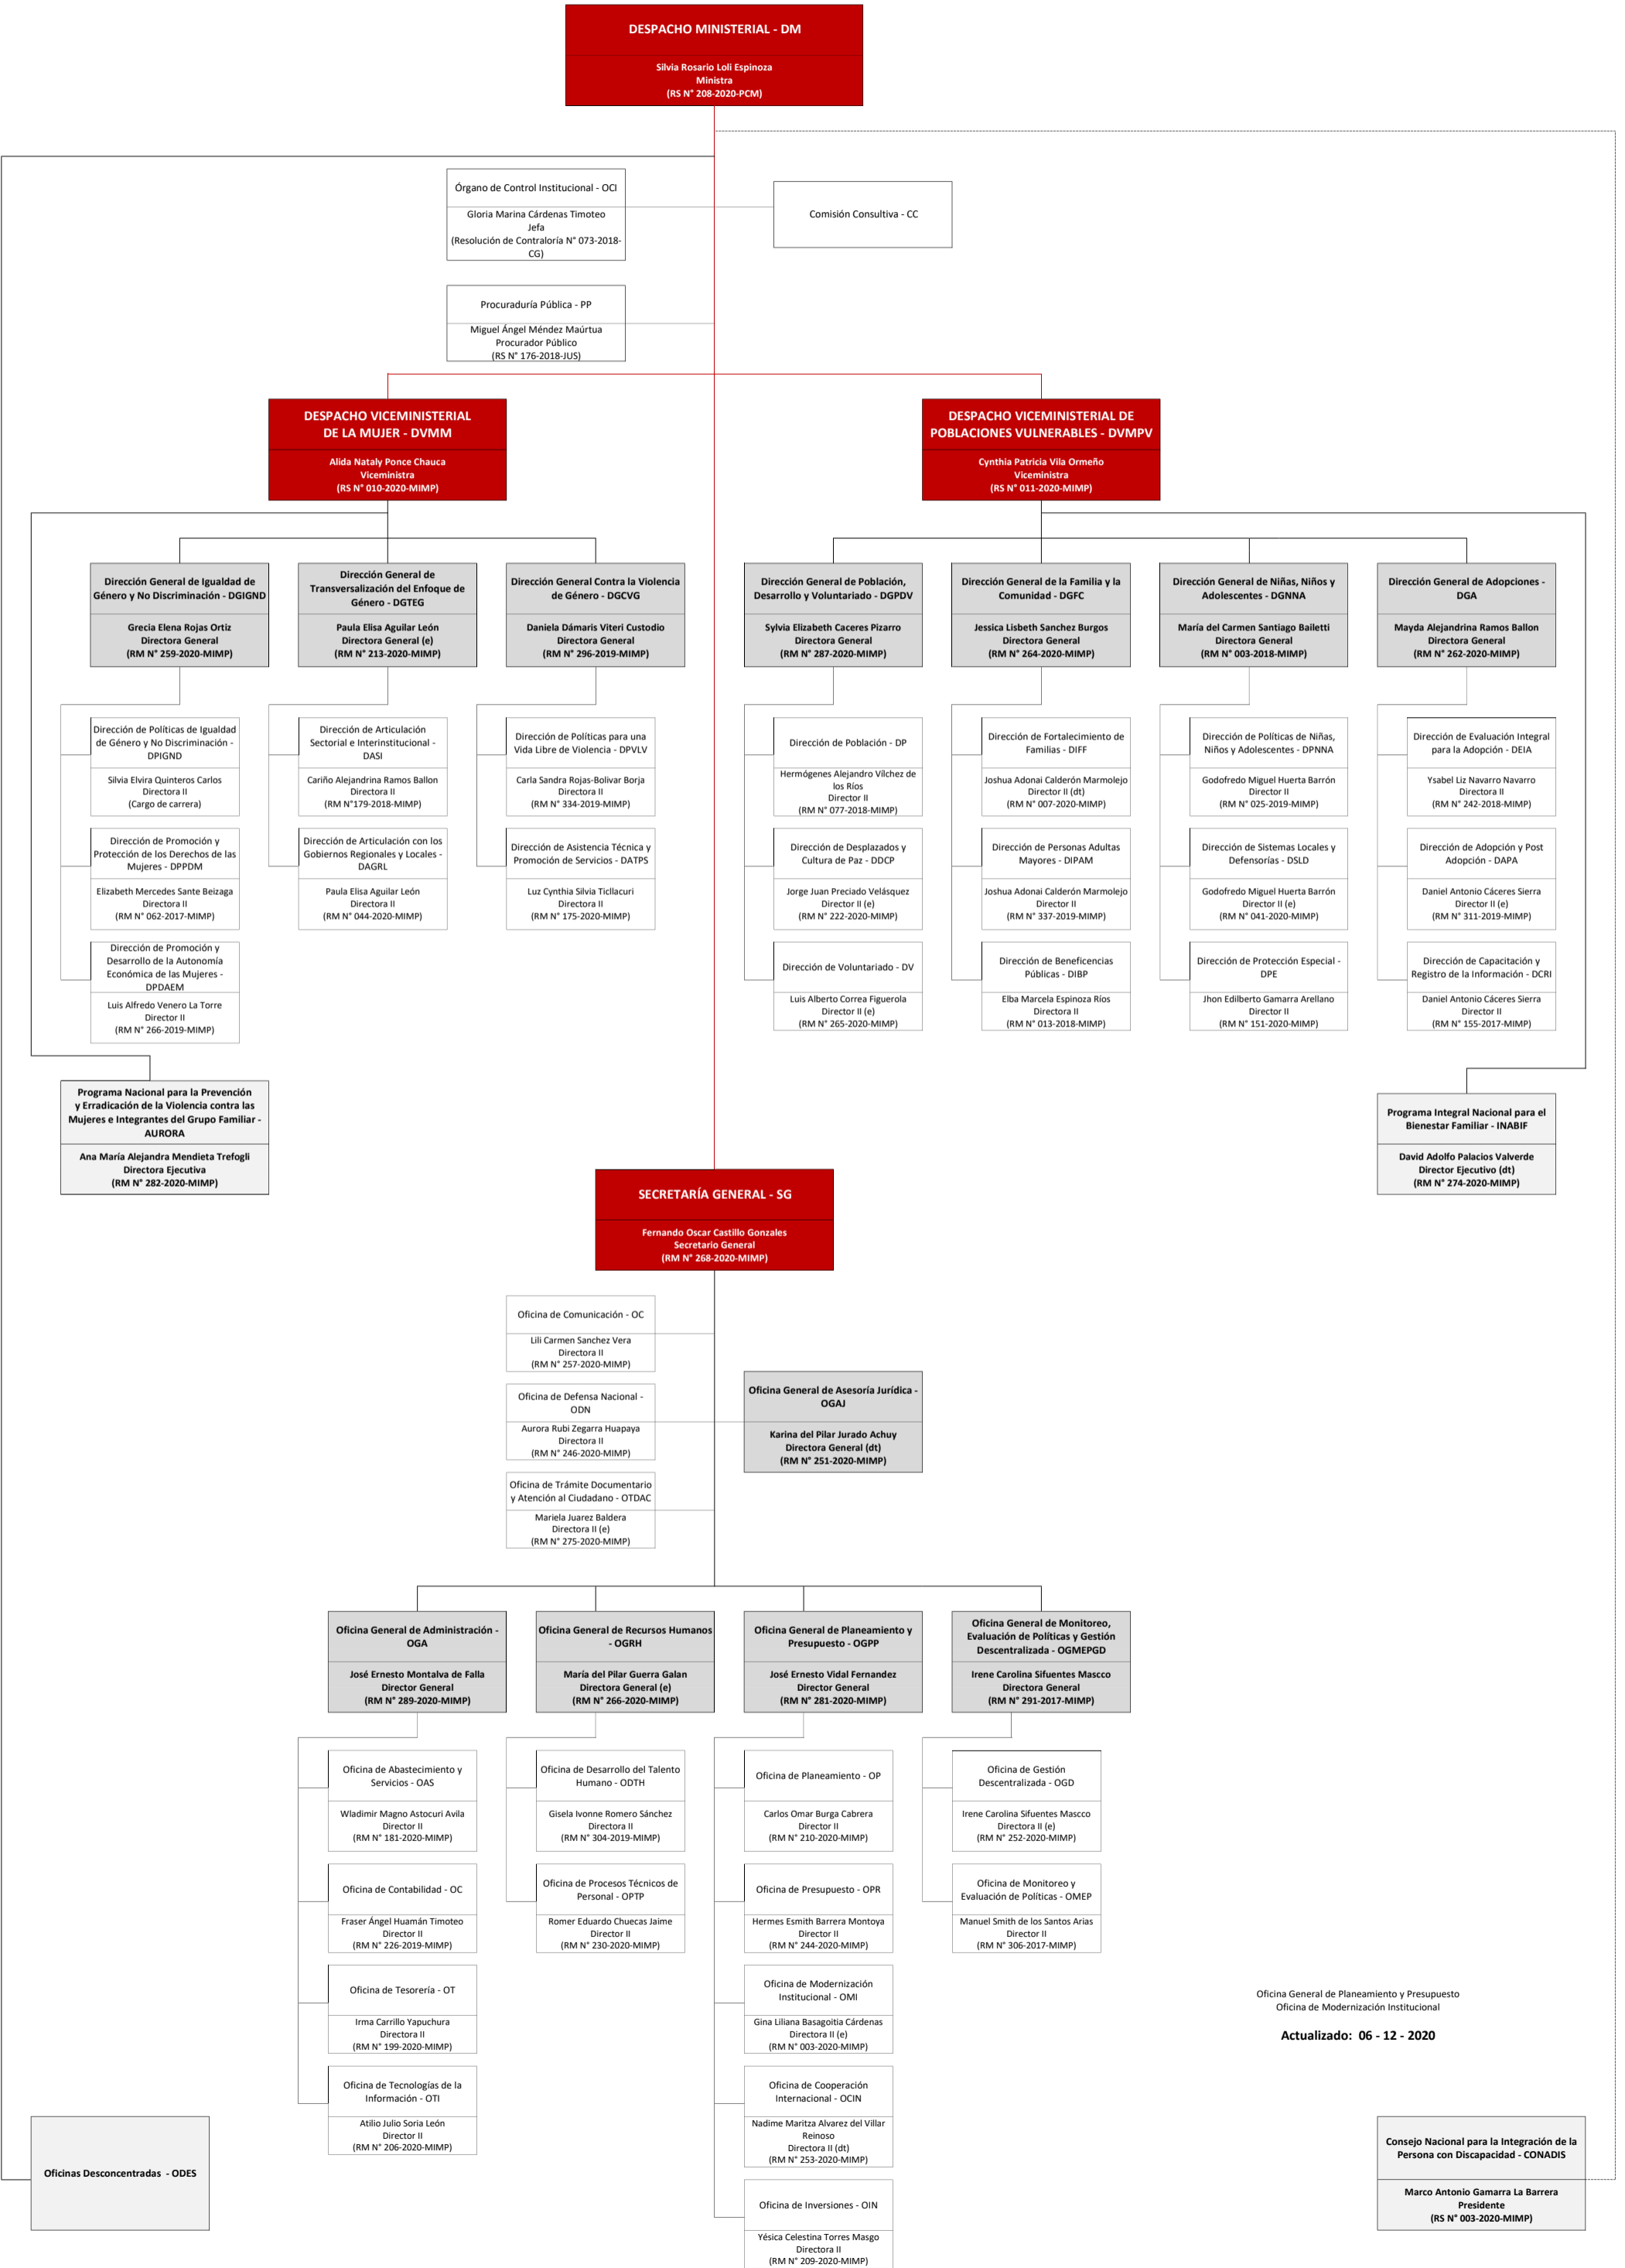 DESPACHO MINISTERIAL - DM
Silvia Rosario Loli Espinoza
Ministra
(RS N° 208-2020-PCM)
Órgano de Control Institucional - OCI
Gloria Marina Cárdenas Timoteo
Jefa
(Resolución de Contraloría N° 073-2018-
CG)
Comisión Consultiva - CC
Procuraduría Pública - PP
Miguel Ángel Méndez Maúrtua
Procurador Público
(RS N° 176-2018-JUS)
DESPACHO VICEMINISTERIAL
DE LA MUJER - DVMM
Alida Nataly Ponce Chauca
Viceministra
(RS N° 010-2020-MIMP)
DESPACHO VICEMINISTERIAL DE
POBLACIONES VULNERABLES - DVMPV
Cynthia Patricia Vila Ormeño
Viceministra
(RS N° 011-2020-MIMP)
Dirección General de Igualdad de
Género y No Discriminación - DGIGND
Grecia Elena Rojas Ortiz
Directora General
(RM N° 259-2020-MIMP)
Dirección General de
Transversalización del Enfoque de
Género - DGTEG
Paula Elisa Aguilar León
Directora General (e)
(RM N° 213-2020-MIMP)
Dirección General Contra la Violencia
de Género - DGCVG
Daniela Dámaris Viteri Custodio
Directora General
(RM N° 296-2019-MIMP)
Dirección General de Población,
Desarrollo y Voluntariado - DGPDV
Sylvia Elizabeth Caceres Pizarro
Directora General
(RM N° 287-2020-MIMP)
Dirección General de la Familia y la
Comunidad - DGFC
Jessica Lisbeth Sanchez Burgos
Directora General
(RM N° 264-2020-MIMP)
Dirección General de Niñas, Niños y
Adolescentes - DGNNA
María del Carmen Santiago Bailetti
Directora General
(RM N° 003-2018-MIMP)
Dirección General de Adopciones -
DGA
Mayda Alejandrina Ramos Ballon
Directora General
(RM N° 262-2020-MIMP)
Dirección de Políticas de Igualdad
de Género y No Discriminación -
DPIGND
Silvia Elvira Quinteros Carlos
Directora II
(Cargo de carrera)
Dirección de Articulación
Sectorial e Interinstitucional -
DASI
Cariño Alejandrina Ramos Ballon
Directora II
(RM N°179-2018-MIMP)
Dirección de Políticas para una
Vida Libre de Violencia - DPVLV
Carla Sandra Rojas-Bolivar Borja
Directora II
(RM N° 334-2019-MIMP)
Dirección de Población - DP
Hermógenes Alejandro Vílchez de
los Ríos
Director II
(RM N° 077-2018-MIMP)
Dirección de Fortalecimiento de
Familias - DIFF
Joshua Adonai Calderón Marmolejo
Director II (dt)
(RM N° 007-2020-MIMP)
Dirección de Políticas de Niñas,
Niños y Adolescentes - DPNNA
Godofredo Miguel Huerta Barrón
Director II
(RM N° 025-2019-MIMP)
Dirección de Evaluación Integral
para la Adopción - DEIA
Ysabel Liz Navarro Navarro
Directora II
(RM N° 242-2018-MIMP)
Dirección de Promoción y
Protección de los Derechos de las
Mujeres - DPPDM
Elizabeth Mercedes Sante Beizaga
Directora II
(RM N° 062-2017-MIMP)
Dirección de Articulación con los
Gobiernos Regionales y Locales -
DAGRL
Paula Elisa Aguilar León
Directora II
(RM N° 044-2020-MIMP)
Dirección de Asistencia Técnica y
Promoción de Servicios - DATPS
Luz Cynthia Silvia Ticllacuri
Directora II
(RM N° 175-2020-MIMP)
Dirección de Desplazados y
Cultura de Paz - DDCP
Jorge Juan Preciado Velásquez
Director II (e)
(RM N° 222-2020-MIMP)
Dirección de Personas Adultas
Mayores - DIPAM
Joshua Adonai Calderón Marmolejo
Director II
(RM N° 337-2019-MIMP)
Dirección de Sistemas Locales y
Defensorías - DSLD
Godofredo Miguel Huerta Barrón
Director II (e)
(RM N° 041-2020-MIMP)
Dirección de Adopción y Post
Adopción - DAPA
Daniel Antonio Cáceres Sierra
Director II (e)
(RM N° 311-2019-MIMP)
Dirección de Promoción y
Desarrollo de la Autonomía
Económica de las Mujeres -
DPDAEM
Luis Alfredo Venero La Torre
Director II
(RM N° 266-2019-MIMP)
Dirección de Voluntariado - DV
Luis Alberto Correa Figuerola
Director II (e)
(RM N° 265-2020-MIMP)
Dirección de Beneficencias
Públicas - DIBP
Elba Marcela Espinoza Ríos
Directora II
(RM N° 013-2018-MIMP)
Dirección de Protección Especial -
DPE
Jhon Edilberto Gamarra Arellano
Director II
(RM N° 151-2020-MIMP)
Dirección de Capacitación y
Registro de la Información - DCRI
Daniel Antonio Cáceres Sierra
Director II
(RM N° 155-2017-MIMP)
Programa Nacional para la Prevención
y Erradicación de la Violencia contra las
Mujeres e Integrantes del Grupo Familiar -
AURORA
Ana María Alejandra Mendieta Trefogli
Directora Ejecutiva
(RM N° 282-2020-MIMP)
Programa Integral Nacional para el
Bienestar Familiar - INABIF
David Adolfo Palacios Valverde
Director Ejecutivo (dt)
(RM N° 274-2020-MIMP)
SECRETARÍA GENERAL - SG
Fernando Oscar Castillo Gonzales
Secretario General
(RM N° 268-2020-MIMP)
Oficina de Comunicación - OC
Lili Carmen Sanchez Vera
Directora II
(RM N° 257-2020-MIMP)
Oficina de Defensa Nacional -
ODN
Aurora Rubi Zegarra Huapaya
Directora II
(RM N° 246-2020-MIMP)
Oficina General de Asesoría Jurídica -
OGAJ
Karina del Pilar Jurado Achuy
Directora General (dt)
(RM N° 251-2020-MIMP)
Oficina de Trámite Documentario
y Atención al Ciudadano - OTDAC
Mariela Juarez Baldera
Directora II (e)
(RM N° 275-2020-MIMP)
Oficina General de Administración -
OGA
José Ernesto Montalva de Falla
Director General
(RM N° 289-2020-MIMP)
Oficina General de Recursos Humanos
- OGRH
María del Pilar Guerra Galan
Directora General (e)
(RM N° 266-2020-MIMP)
Oficina General de Planeamiento y
Presupuesto - OGPP
José Ernesto Vidal Fernandez
Director General
(RM N° 281-2020-MIMP)
Oficina General de Monitoreo,
Evaluación de Políticas y Gestión
Descentralizada - OGMEPGD
Irene Carolina Sifuentes Mascco
Directora General
(RM N° 291-2017-MIMP)
Oficina de Abastecimiento y
Servicios - OAS
Wladimir Magno Astocuri Avila
Director II
(RM N° 181-2020-MIMP)
Oficina de Desarrollo del Talento
Humano - ODTH
Gisela Ivonne Romero Sánchez
Directora II
(RM N° 304-2019-MIMP)
Oficina de Planeamiento - OP
Carlos Omar Burga Cabrera
Director II
(RM N° 210-2020-MIMP)
Oficina de Gestión
Descentralizada - OGD
Irene Carolina Sifuentes Mascco
Directora II (e)
(RM N° 252-2020-MIMP)
Oficina de Contabilidad - OC
Fraser Ángel Huamán Timoteo
Director II
(RM N° 226-2019-MIMP)
Oficina de Procesos Técnicos de
Personal - OPTP
Romer Eduardo Chuecas Jaime
Director II
(RM N° 230-2020-MIMP)
Oficina de Presupuesto - OPR
Hermes Esmith Barrera Montoya
Director II
(RM N° 244-2020-MIMP)
Oficina de Monitoreo y
Evaluación de Políticas - OMEP
Manuel Smith de los Santos Arias
Director II
(RM N° 306-2017-MIMP)
Oficina de Tesorería - OT
Irma Carrillo Yapuchura
Directora II
(RM N° 199-2020-MIMP)
Oficina de Modernización
Institucional - OMI
Gina Liliana Basagoitia Cárdenas
Directora II (e)
(RM N° 003-2020-MIMP)
Oficina General de Planeamiento y Presupuesto
Oficina de Modernización Institucional
Actualizado: 06 - 12 - 2020
Oficina de Tecnologías de la
Información - OTI
Atilio Julio Soria León
Director II
(RM N° 206-2020-MIMP)
Oficina de Cooperación
Internacional - OCIN
Nadime Maritza Alvarez del Villar
Reinoso
Directora II (dt)
(RM N° 253-2020-MIMP)
Oficinas Desconcentradas - ODES
Consejo Nacional para la Integración de la
Persona con Discapacidad - CONADIS
Marco Antonio Gamarra La Barrera
Presidente
(RS N° 003-2020-MIMP)
Oficina de Inversiones - OIN
Yésica Celestina Torres Masgo
Directora II
(RM N° 209-2020-MIMP)